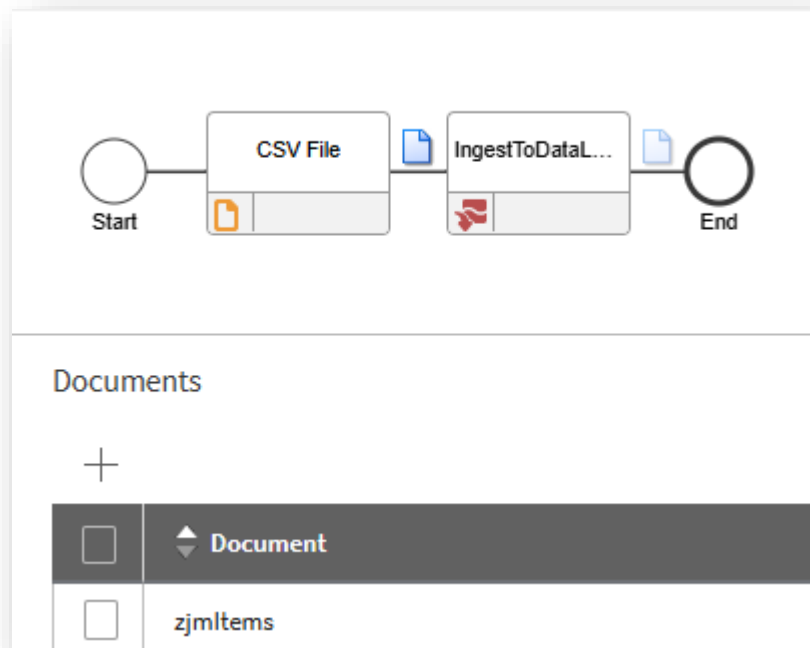 CSV File
IngestToDataL...
Start
End
Documents
Document
zjmItems